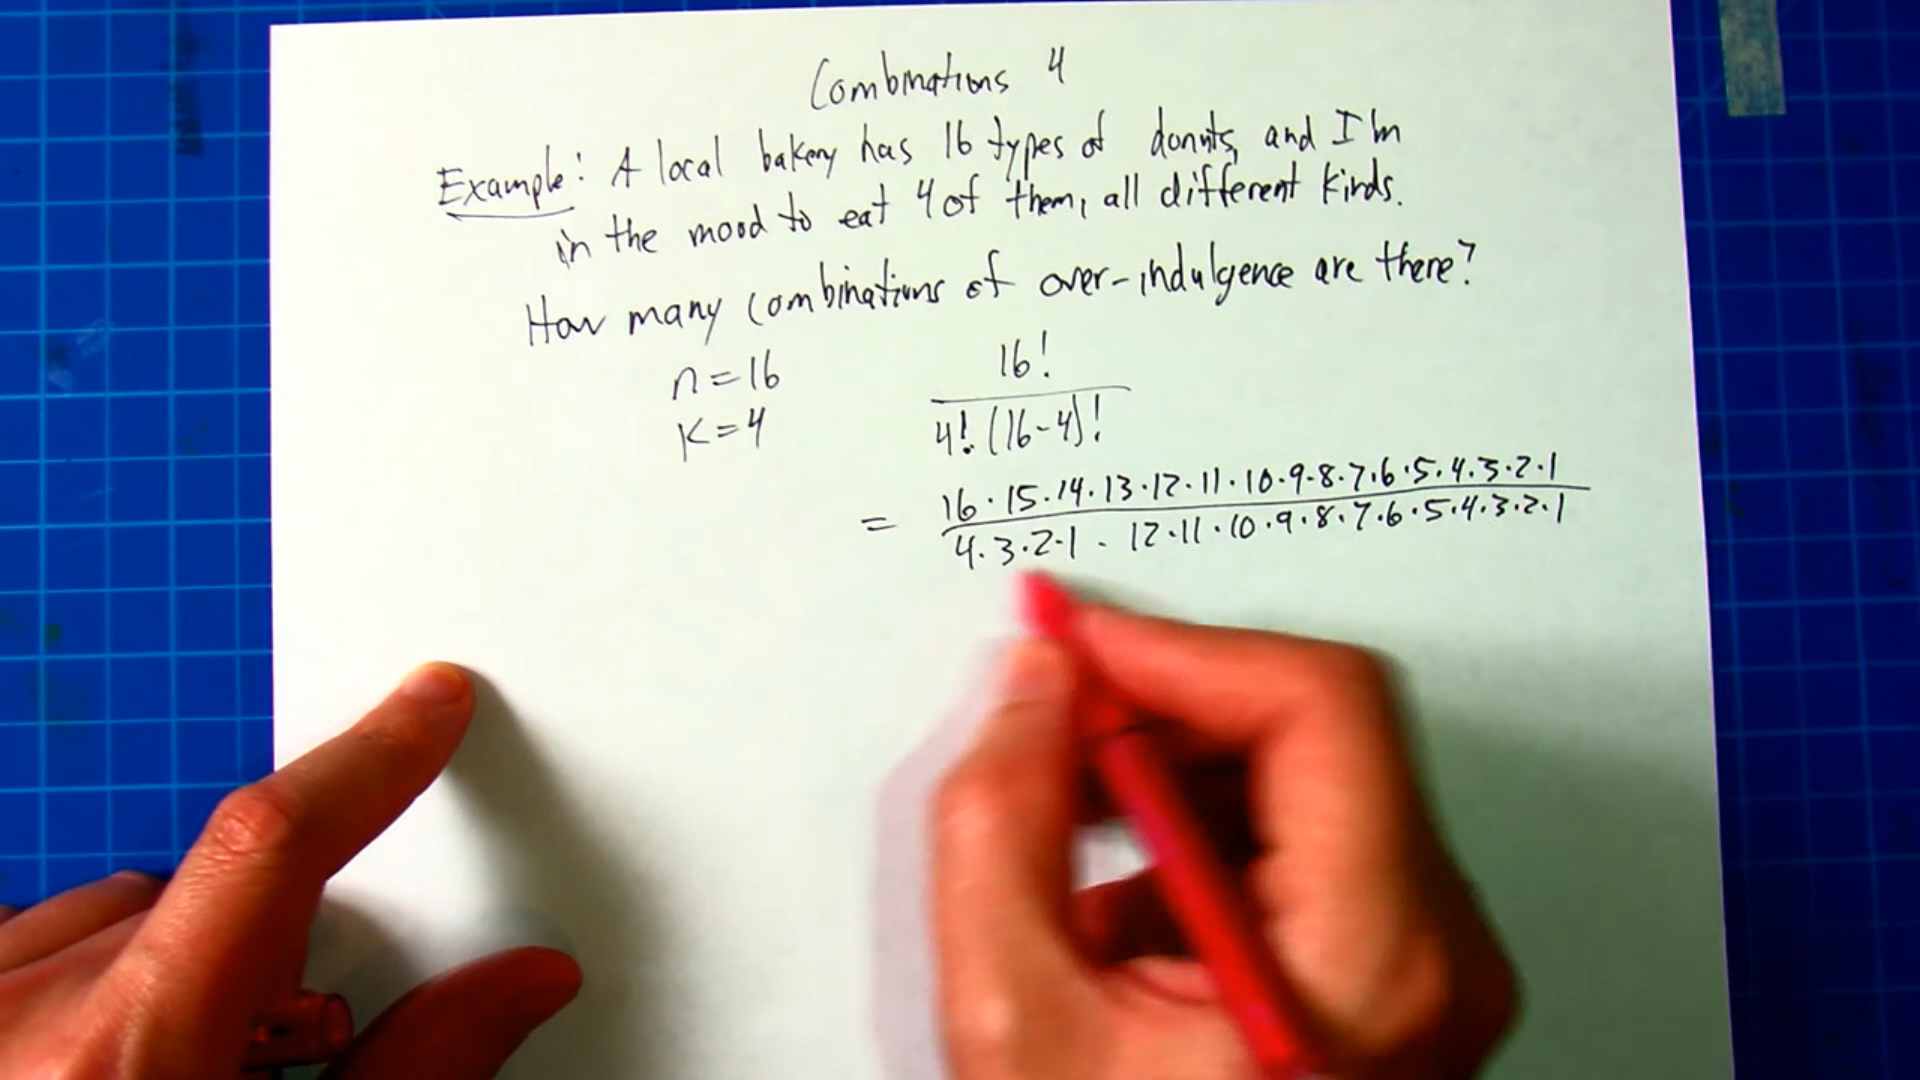 Combinations 4
Example: A local bakery has 16 types of donuts, and I'm
in the mood to eat 4 of them, all different kinds.
How many combinations of over-indulgence are there?
n=16
K=4
16!
4!·(16-4)!
= 16·15·14·13·12·11·10·9·8·7·6·5·4·3·2·1
4·3·2·1 · 12·11·10·9·8·7·6·5·4·3·2·1